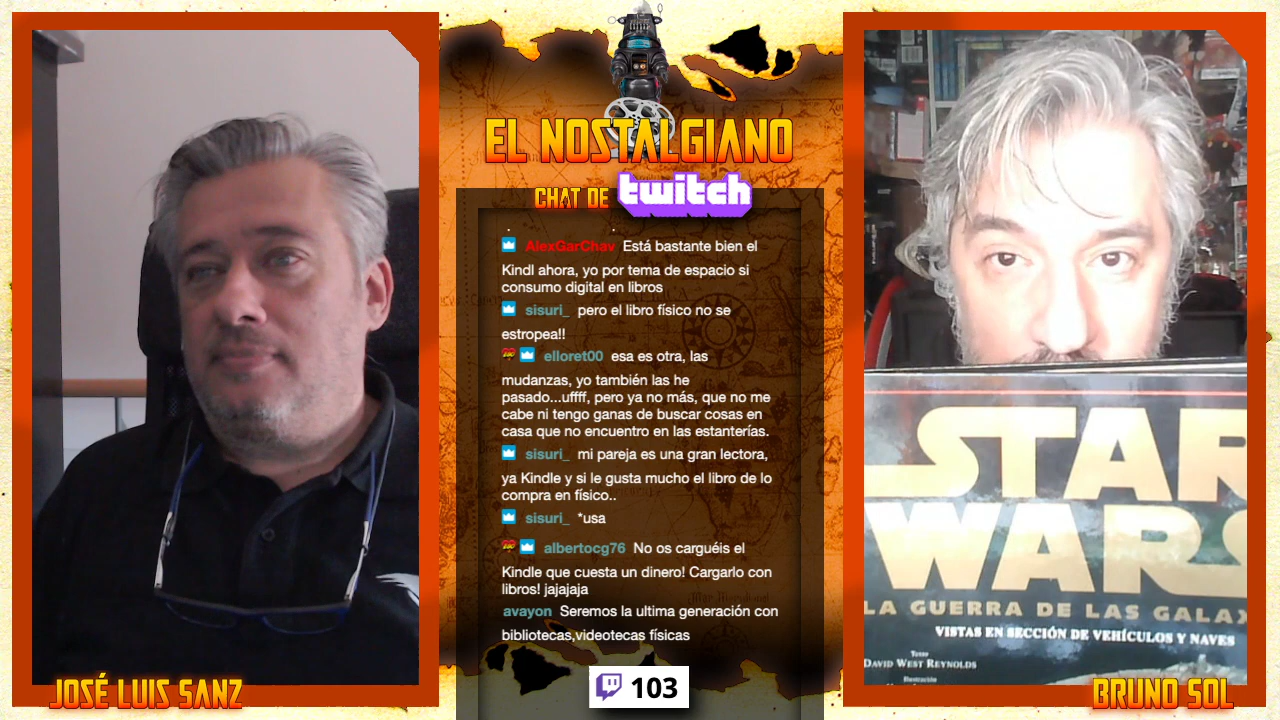 EL NOSTALGIANO
CHAT DE twitch
AlexGarChav Está bastante bien el
Kindl ahora, yo por tema de espacio si
consumo digital en libros
sisuri_ pero el libro físico no se
estropea!!
elloret00 esa es otra, las
mudanzas, yo también las he
pasado...uffff, pero ya no más, que no me
cabe ni tengo ganas de buscar cosas en
casa que no encuentro en las estanterías.
sisuri_ mi pareja es una gran lectora,
ya Kindle y si le gusta mucho el libro de lo
compra en físico..
sisuri_ *usa
albertocg76 No os carguéis el
Kindle que cuesta un dinero! Cargarlo con
libros! jajajaja
avayon Seremos la ultima generación con
bibliotecas,videotecas físicas
103
JOSÉ LUIS SANZ
STAR
WARS
LA GUERRA DE LAS GALAX
VISTAS EN SECCIÓN DE VEHÍCULOS Y NAVES
Texto
DAVID WEST REYNOLDS
Ilustración
BRUNO SOL